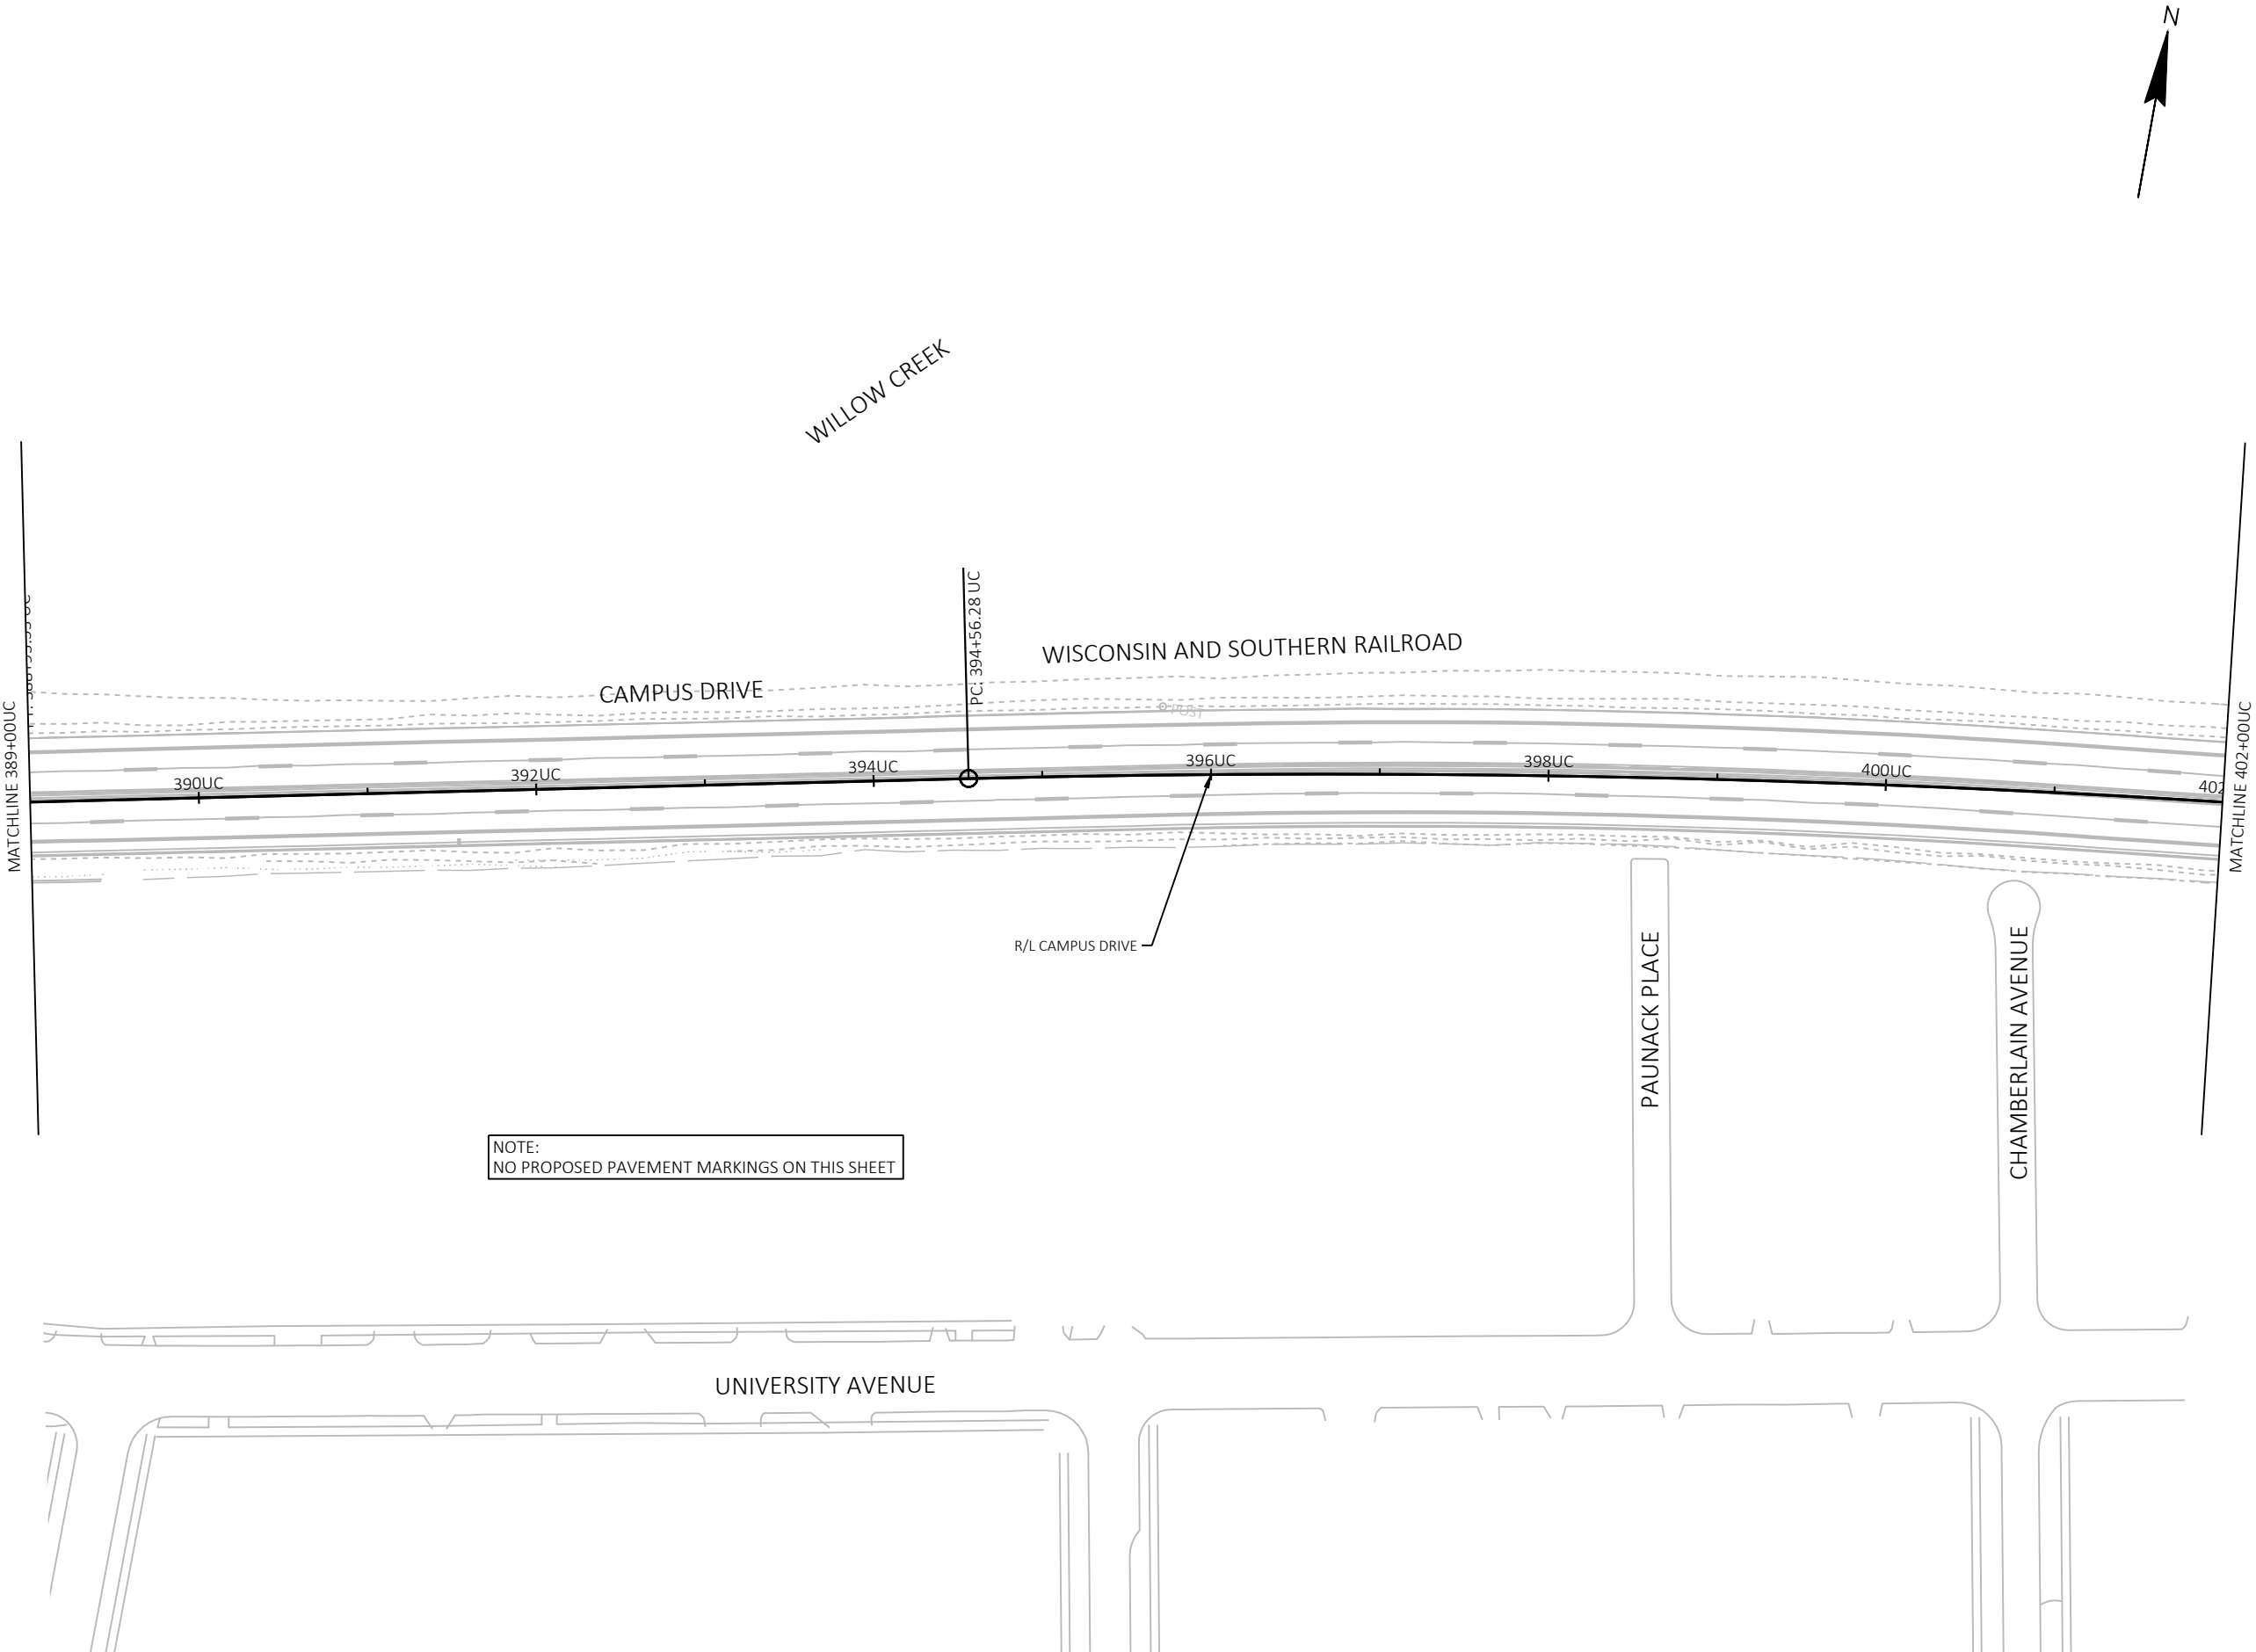 N
WILLOW CREEK
PC: 394+56.28 UC
WISCONSIN AND SOUTHERN RAILROAD
CAMPUS DRIVE
POST
MATCHLINE 389+00UC
MATCHLINE 402+00UC
390UC
392UC
394UC
396UC
398UC
400UC
402
R/L CAMPUS DRIVE
PAUNACK PLACE
CHAMBERLAIN AVENUE
NOTE:
NO PROPOSED PAVEMENT MARKINGS ON THIS SHEET
UNIVERSITY AVENUE